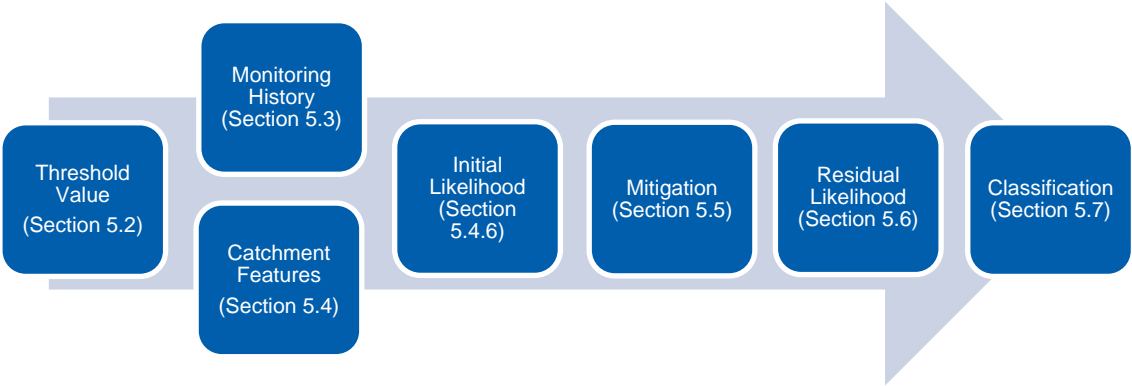 Threshold
Value
(Section 5.2)
Monitoring
History
(Section 5.3)
Catchment
Features
(Section 5.4)
Initial
Likelihood
(Section
5.4.6)
Mitigation
(Section 5.5)
Residual
Likelihood
(Section 5.6)
Classification
(Section 5.7)